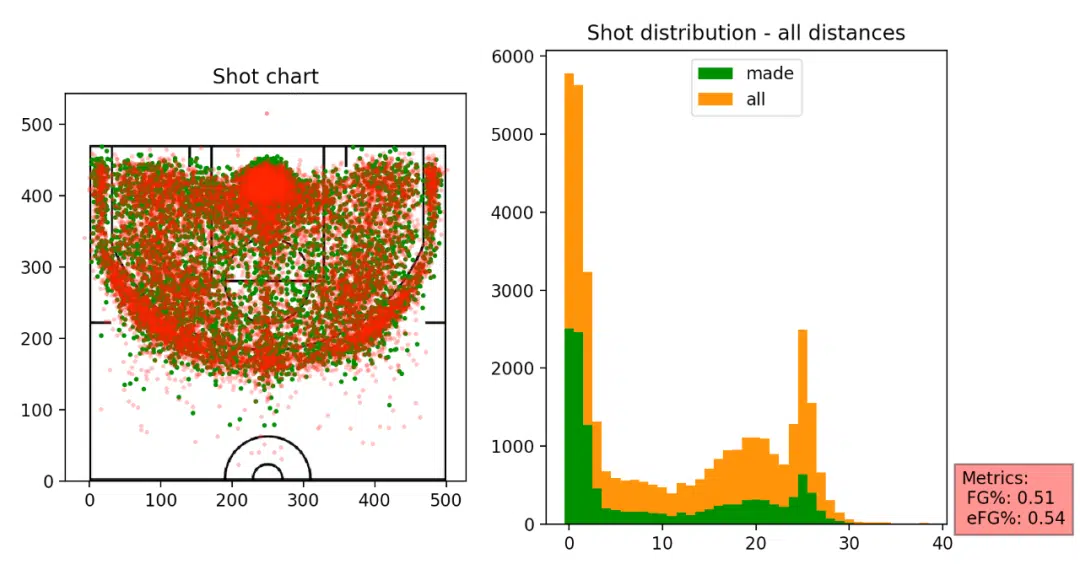 Shot chart
500
400
300
200
100
0
0 100 200 300 400 500
Shot distribution - all distances
6000
5000
4000
3000
2000
1000
0
0 10 20 30 40
made
all
Metrics:
FG%: 0.51
eFG%: 0.54